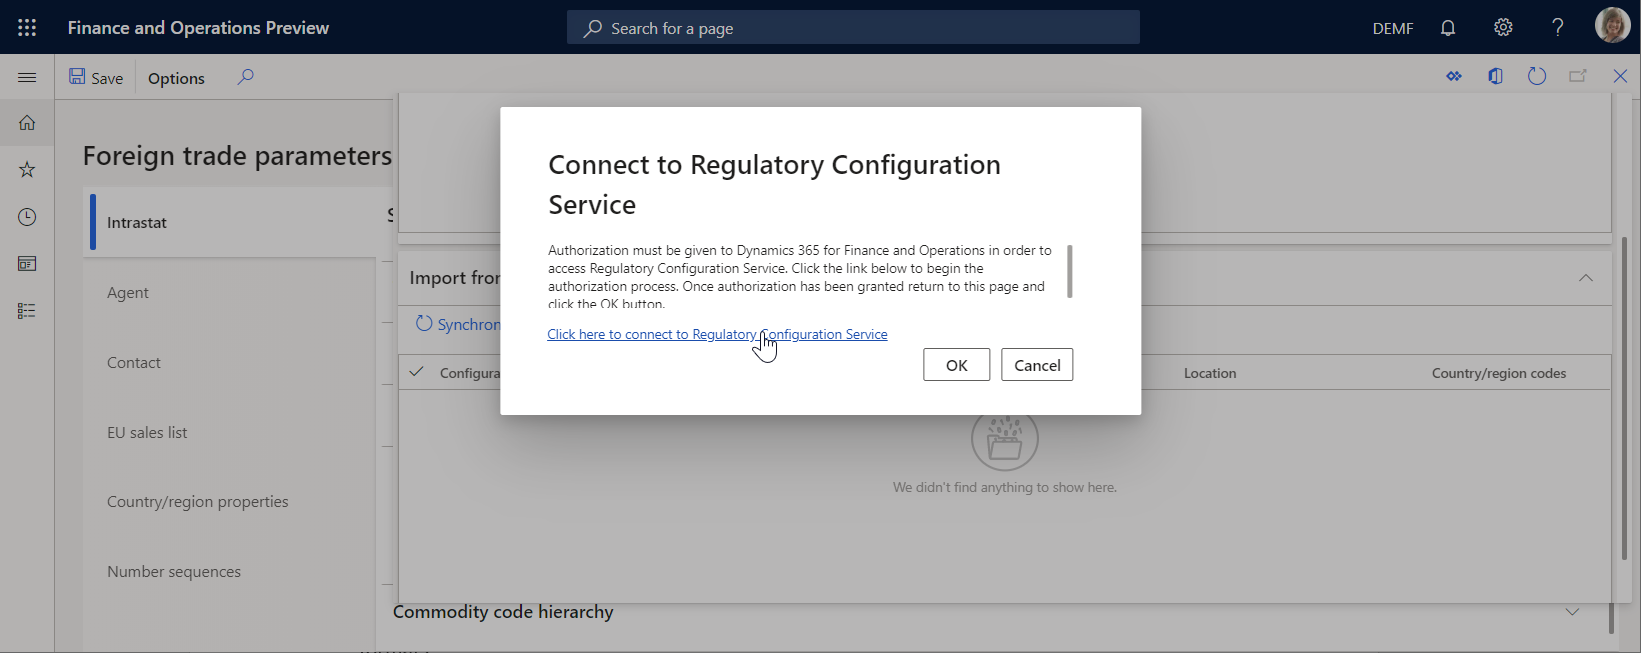 Finance and Operations Preview
Search for a page
DEMF
Save
Options
Foreign trade parameters
Intrastat
Agent
Contact
EU sales list
Country/region properties
Number sequences
Import
Connect to Regulatory Configuration
Service
Authorization must be given to Dynamics 365 for Finance and Operations in order to
access Regulatory Configuration Service. Click the link below to begin the
authorization process. Once authorization has been granted return to this page and
click the OK button.
Click here to connect to Regulatory Configuration Service
OK
Cancel
Location
Country/region codes
We didn't find anything to show here.
Commodity code hierarchy